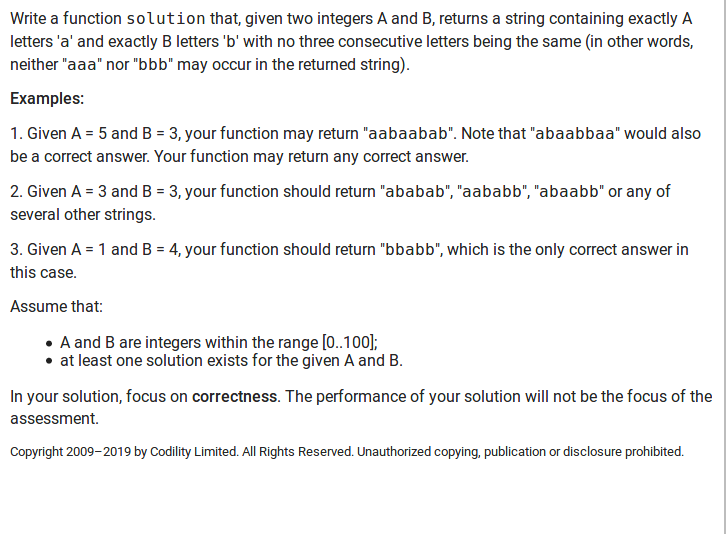 Write a function solution that, given two integers A and B, returns a string containing exactly A
letters 'a' and exactly B letters 'b' with no three consecutive letters being the same (in other words,
neither "aaa" nor "bbb" may occur in the returned string).
Examples:
1. Given A = 5 and B = 3, your function may return "aabaabab". Note that "abaabbaa" would also
be a correct answer. Your function may return any correct answer.
2. Given A = 3 and B = 3, your function should return "ababab", "aababb", "abaabb" or any of
several other strings.
3. Given A = 1 and B = 4, your function should return "bbabb", which is the only correct answer in
this case.
Assume that:
• A and B are integers within the range [0..100];
• at least one solution exists for the given A and B.
In your solution, focus on correctness. The performance of your solution will not be the focus of the
assessment.
Copyright 2009–2019 by Codility Limited. All Rights Reserved. Unauthorized copying, publication or disclosure prohibited.